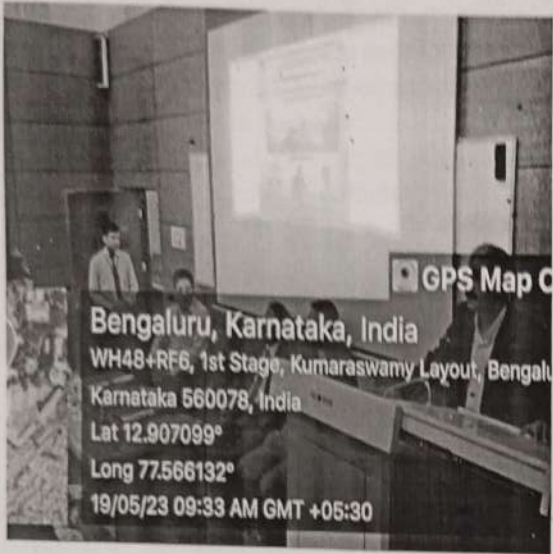 GPS Map C
Bengaluru, Karnataka, India
WH48+RF6, 1st Stage, Kumaraswamy Layout, Bengalu
Karnataka 560078, India
Lat 12.907099°
Long 77.566132°
19/05/23 09:33 AM GMT +05:30